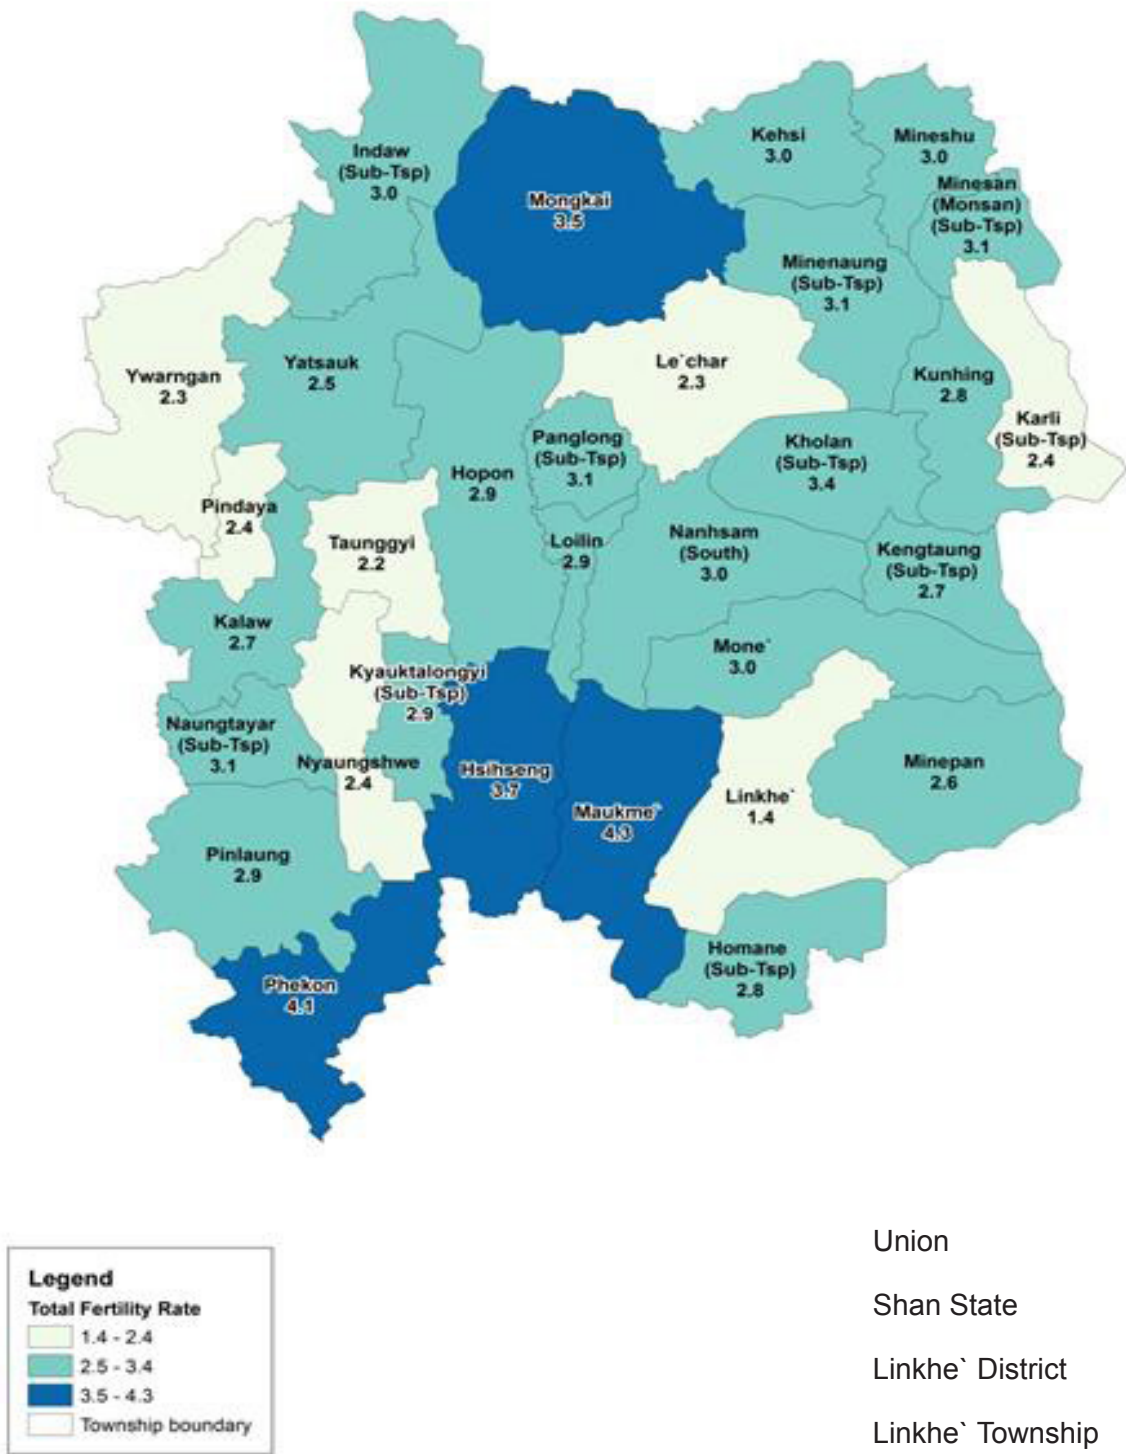 Indaw
(Sub-Tsp)
3.0
Mongkai
3.5
Kehsi
3.0
Mineshu
3.0
Minesan
(Monsan)
(Sub-Tsp)
3.1
Minenaung
(Sub-Tsp)
3.1
Ywarngan
2.3
Yatsauk
2.5
Le`char
2.3
Kunhing
2.8
Karli
(Sub-Tsp)
2.4
Panglong
(Sub-Tsp)
3.1
Kholan
(Sub-Tsp)
3.4
Hopon
2.9
Pindaya
2.4
Taunggyi
2.2
Loilin
2.9
Nanhsam
(South)
3.0
Kengtaung
(Sub-Tsp)
2.7
Kalaw
2.7
Mone`
3.0
Kyauktalongyi
(Sub-Tsp)
2.9
Naungtayar
(Sub-Tsp)
3.1
Nyaungshwe
2.4
Hsihseng
3.7
Maukme`
4.3
Linkhe`
1.4
Minepan
2.6
Pinlaung
2.9
Homane
(Sub-Tsp)
2.8
Phekon
4.1
Legend
Total Fertility Rate
1.4 - 2.4
2.5 - 3.4
3.5 - 4.3
Township boundary
Union
Shan State
Linkhe` District
Linkhe` Township